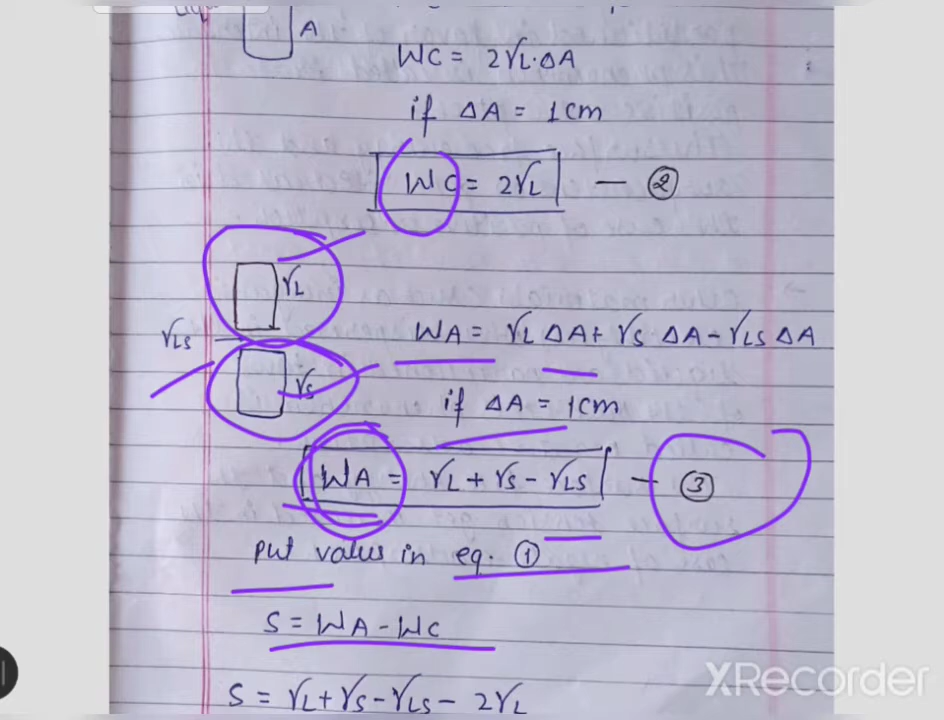 A
WC = 2γL·ΔA
if ΔA = 1cm
WC = 2γL — ②
γL
γLS
WA = γL ΔA + γS ΔA - γLS ΔA
γS
if ΔA = 1cm
WA = γL + γS - γLS — ③
put value in eq. ①
S = WA - WC
S = γL + γS - γLS - 2γL
XRecorder